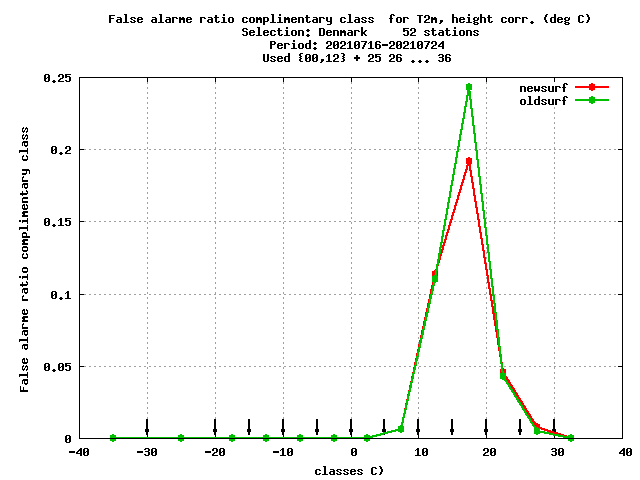 False alarme ratio complimentary class  for T2m, height corr. (deg C)
Selection: Denmark     52 stations
Period: 20210716-20210724
Used {00,12} + 25 26 ... 36
newsurf
oldsurf
False alarme ratio complimentary class
0.25
0.2
0.15
0.1
0.05
0
-40 -30 -20 -10 0 10 20 30 40
classes C)